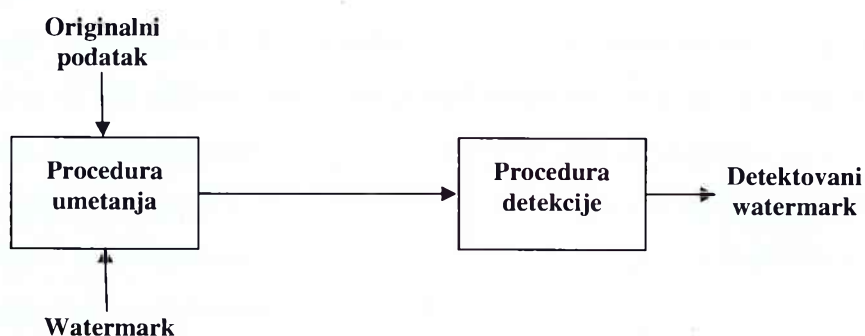 Originalni
podatak
Procedura
umetanja
Procedura
detekcije
Detektovani
watermark
Watermark